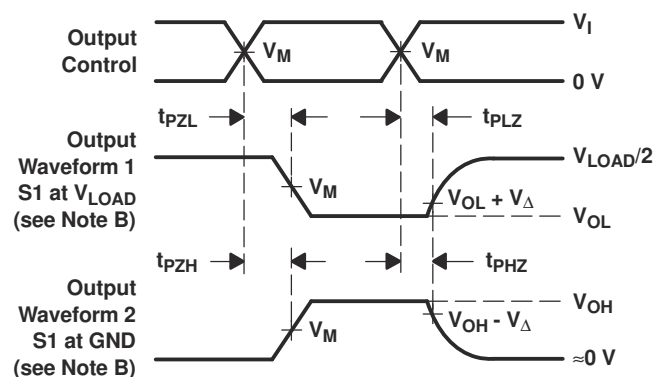 Output
Control
V_M
V_M
V_I
0 V
t_PZL
t_PLZ
Output
Waveform 1
S1 at V_LOAD
(see Note B)
V_M
V_LOAD/2
V_OL + V_Δ
V_OL
t_PZH
t_PHZ
Output
Waveform 2
S1 at GND
(see Note B)
V_M
V_OH
V_OH - V_Δ
≈0 V